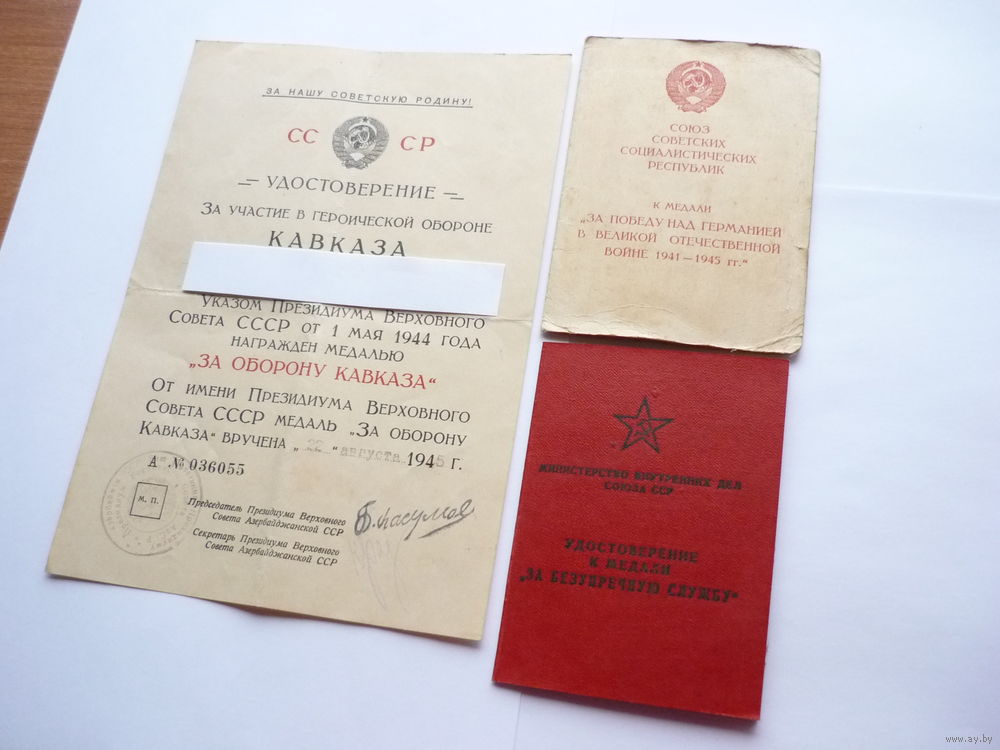 ЗА НАШУ СОВЕТСКУЮ РОДИНУ!
СС СР
УДОСТОВЕРЕНИЕ
ЗА УЧАСТИЕ В ГЕРОИЧЕСКОЙ ОБОРОНЕ
КАВКАЗА
УКАЗОМ ПРЕЗИДИУМА ВЕРХОВНОГО
СОВЕТА СССР ОТ 1 МАЯ 1944 ГОДА
НАГРАЖДЕН МЕДАЛЬЮ
„ЗА ОБОРОНУ КАВКАЗА“
ОТ ИМЕНИ ПРЕЗИДИУМА ВЕРХОВНОГО
СОВЕТА СССР МЕДАЛЬ „ЗА ОБОРОНУ
КАВКАЗА“ ВРУЧЕНА „ “ августа 1945 Г.
А № 036055
М. П.
Председатель Президиума Верховного
Совета Азербайджанской ССР
Секретарь Президиума Верховного
Совета Азербайджанской ССР
СОЮЗ
СОВЕТСКИХ
СОЦИАЛИСТИЧЕСКИХ
РЕСПУБЛИК
К МЕДАЛИ
„ЗА ПОБЕДУ НАД ГЕРМАНИЕЙ
В ВЕЛИКОЙ ОТЕЧЕСТВЕННОЙ
ВОЙНЕ 1941—1945 гг.“
МИНИСТЕРСТВО ВНУТРЕННИХ ДЕЛ
СОЮЗА ССР
УДОСТОВЕРЕНИЕ
К МЕДАЛИ
„ЗА БЕЗУПРЕЧНУЮ СЛУЖБУ“
www.ay.by